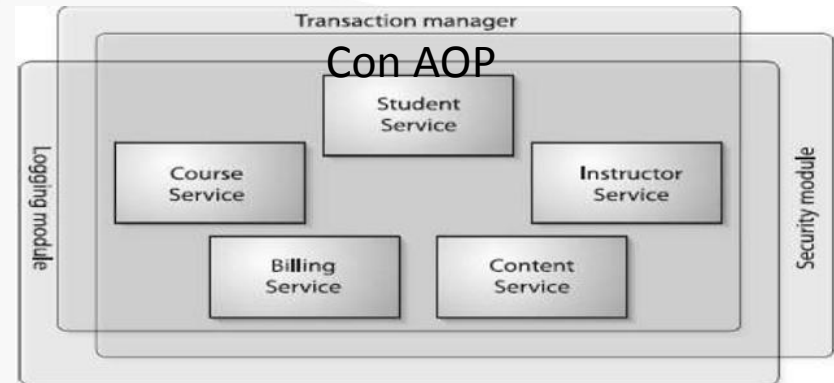 Transaction manager
Con AOP
Student
Service
Logging module
Course
Service
Instructor
Service
Security module
Billing
Service
Content
Service